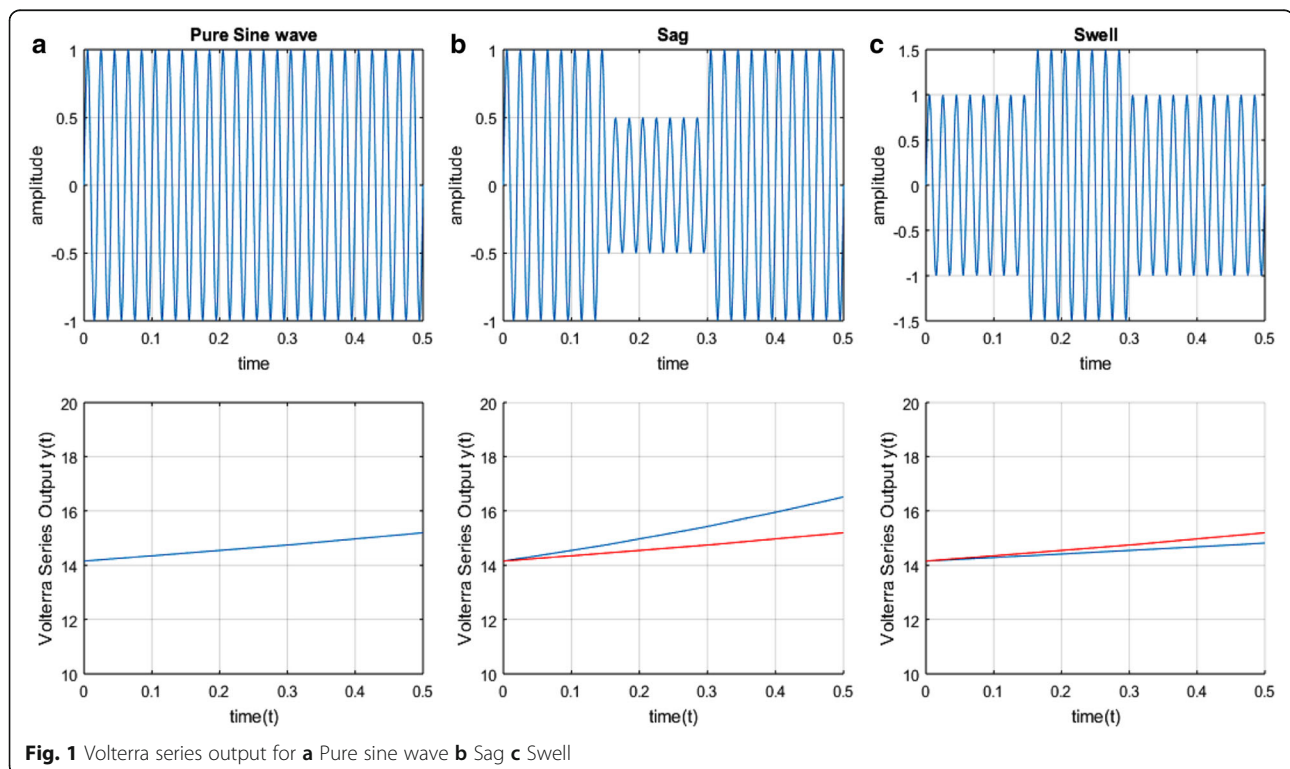 a
Pure Sine wave
1
0.5
0
-0.5
-1
amplitude
0 0.1 0.2 0.3 0.4 0.5
time
b
Sag
1
0.5
0
-0.5
-1
amplitude
0 0.1 0.2 0.3 0.4 0.5
time
c
Swell
1.5
1
0.5
0
-0.5
-1
-1.5
amplitude
0 0.1 0.2 0.3 0.4 0.5
time
20
18
16
14
12
10
Volterra Series Output y(t)
0 0.1 0.2 0.3 0.4 0.5
time(t)
20
18
16
14
12
10
Volterra Series Output y(t)
0 0.1 0.2 0.3 0.4 0.5
time(t)
20
18
16
14
12
10
Volterra Series Output y(t)
0 0.1 0.2 0.3 0.4 0.5
time(t)
Fig. 1 Volterra series output for a Pure sine wave b Sag c Swell